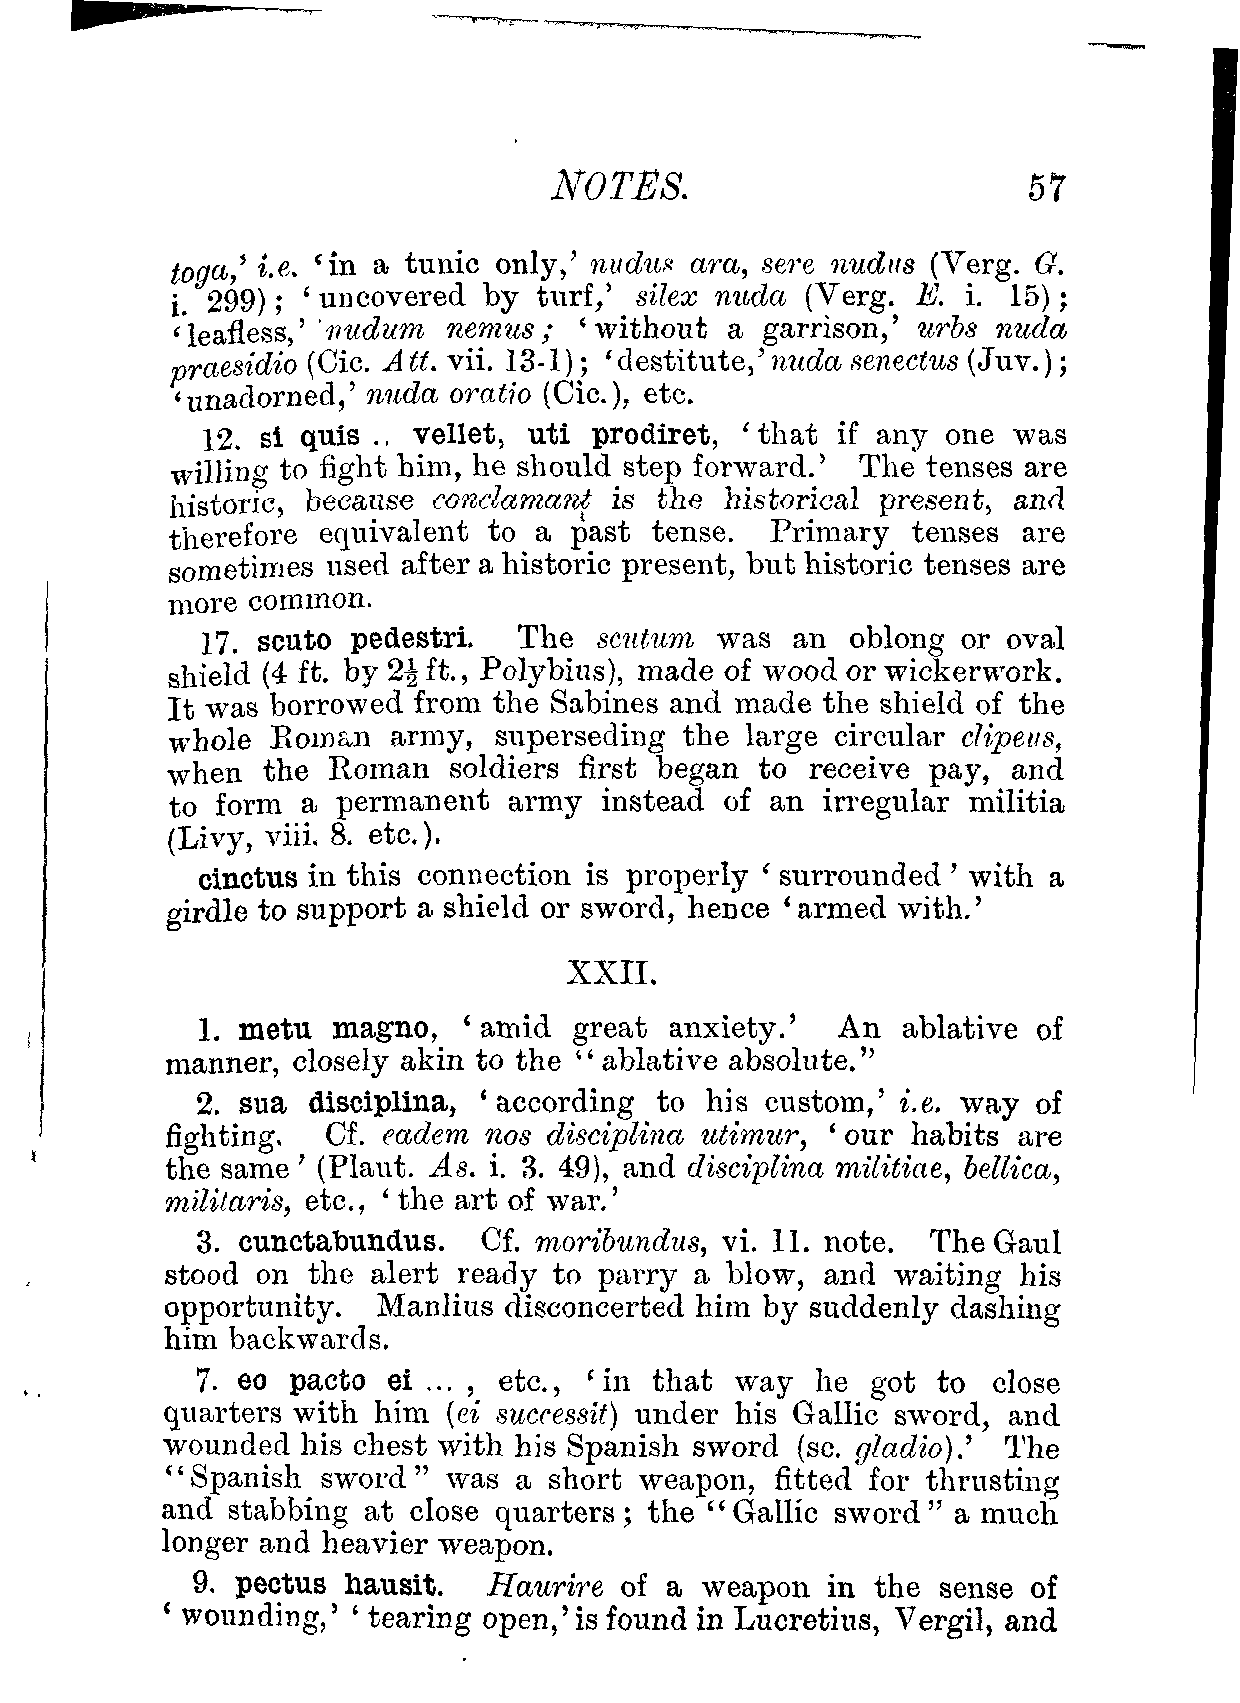 NOTES. 57
toga,' i.e. 'in a tunic only,' nudus ara, sere nudus (Verg. G.
i. 299); 'uncovered by turf,' silex nuda (Verg. E. i. 15);
'leafless,' nudum nemus; 'without a garrison,' urbs nuda
praesidio (Cic. Att. vii. 13-1); 'destitute,' nuda senectus (Juv.);
'unadorned,' nuda oratio (Cic.), etc.
12. si quis .. vellet, uti prodiret, 'that if any one was
willing to fight him, he should step forward.' The tenses are
historic, because conclamant is the historical present, and
therefore equivalent to a past tense. Primary tenses are
sometimes used after a historic present, but historic tenses are
more common.
17. scuto pedestri. The scutum was an oblong or oval
shield (4 ft. by 2½ ft., Polybius), made of wood or wickerwork.
It was borrowed from the Sabines and made the shield of the
whole Roman army, superseding the large circular clipeus,
when the Roman soldiers first began to receive pay, and
to form a permanent army instead of an irregular militia
(Livy, viii. 8. etc.).
cinctus in this connection is properly 'surrounded' with a
girdle to support a shield or sword, hence 'armed with.'
XXII.
1. metu magno, 'amid great anxiety.' An ablative of
manner, closely akin to the "ablative absolute."
2. sua disciplina, 'according to his custom,' i.e. way of
fighting. Cf. eadem nos disciplina utimur, 'our habits are
the same' (Plaut. As. i. 3. 49), and disciplina militiae, bellica,
militaris, etc., 'the art of war.'
3. cunctabundus. Cf. moribundus, vi. 11. note. The Gaul
stood on the alert ready to parry a blow, and waiting his
opportunity. Manlius disconcerted him by suddenly dashing
him backwards.
7. eo pacto ei ... , etc., 'in that way he got to close
quarters with him (ei successit) under his Gallic sword, and
wounded his chest with his Spanish sword (sc. gladio).' The
"Spanish sword" was a short weapon, fitted for thrusting
and stabbing at close quarters; the "Gallic sword" a much
longer and heavier weapon.
9. pectus hausit. Haurire of a weapon in the sense of
'wounding,' 'tearing open,' is found in Lucretius, Vergil, and